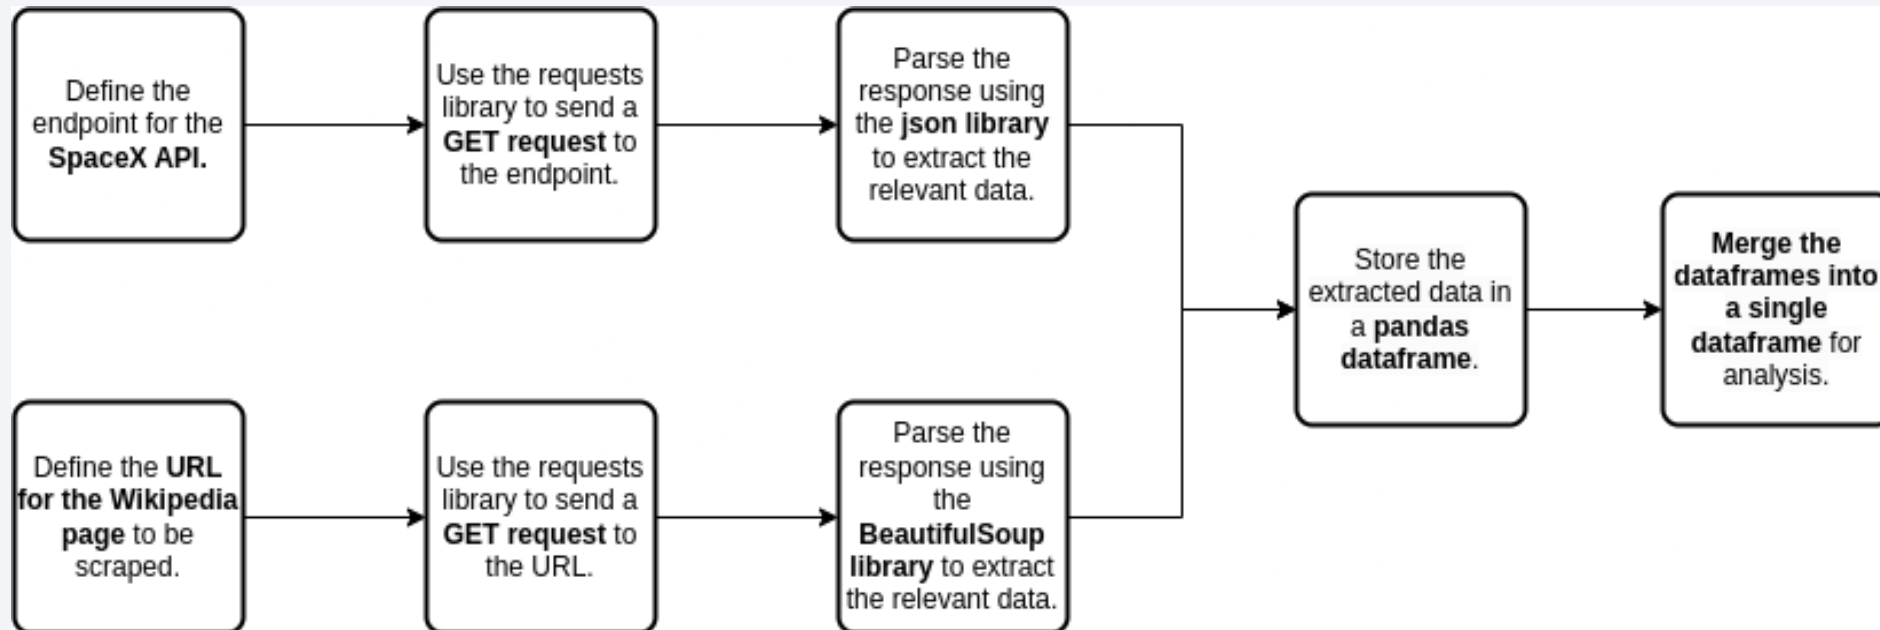 Define the
endpoint for the
SpaceX API.
Use the requests
library to send a
GET request to
the endpoint.
Parse the
response using
the json library
to extract the
relevant data.
Store the
extracted data in
a pandas
dataframe.
Merge the
dataframes into
a single
dataframe for
analysis.
Define the URL
for the Wikipedia
page to be
scraped.
Use the requests
library to send a
GET request to
the URL.
Parse the
response using
the
BeautifulSoup
library to extract
the relevant data.